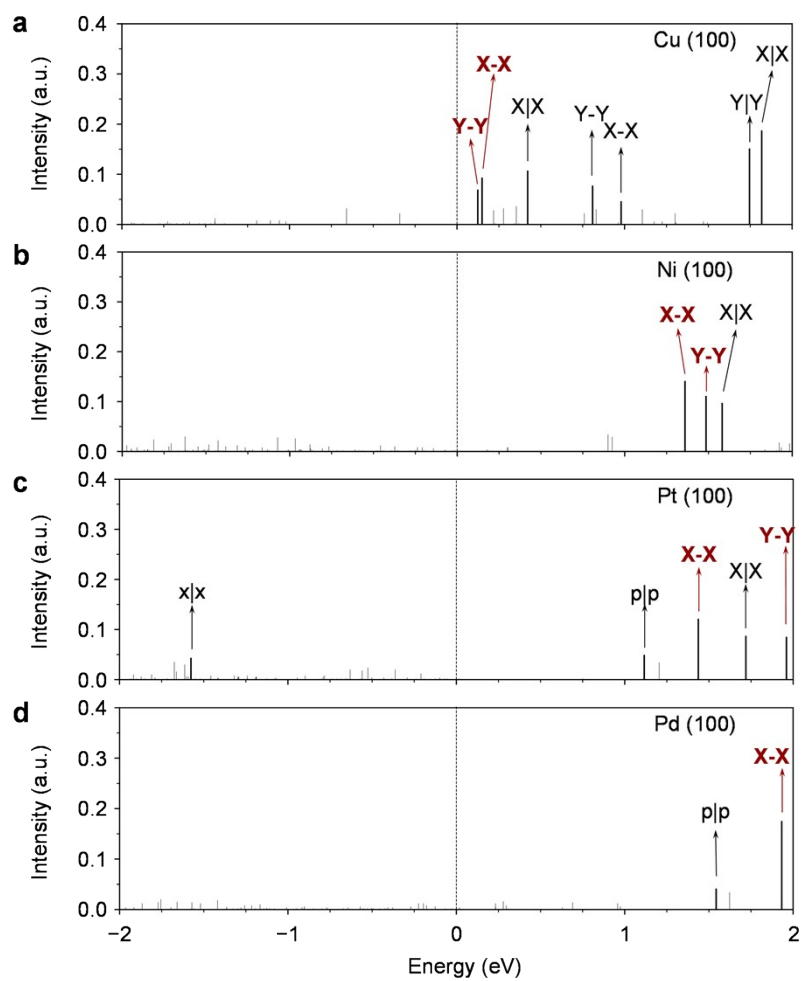 a
Cu (100)
Intensity (a.u.)
0.4
0.3
0.2
0.1
0.0
Y-Y
X-X
X|X
Y-Y
X-X
Y|Y
X|X
b
Ni (100)
Intensity (a.u.)
0.4
0.3
0.2
0.1
0.0
X-X
Y-Y
X|X
c
Pt (100)
Intensity (a.u.)
0.4
0.3
0.2
0.1
0.0
x|x
p|p
X-X
X|X
Y-Y
d
Pd (100)
Intensity (a.u.)
0.4
0.3
0.2
0.1
0.0
p|p
X-X
−2 −1 0 1 2
Energy (eV)